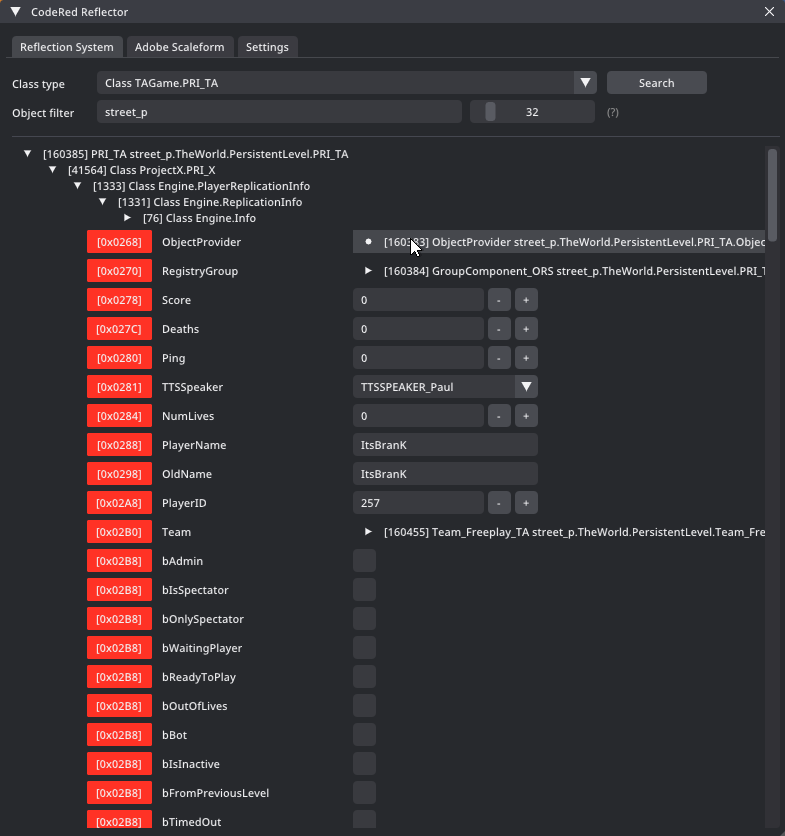 CodeRed Reflector
Reflection System Adobe Scaleform Settings
Class type Class TAGame.PRI_TA Search
Object filter street_p 32 (?)
[160385] PRI_TA street_p.TheWorld.PersistentLevel.PRI_TA
[41564] Class ProjectX.PRI_X
[1333] Class Engine.PlayerReplicationInfo
[1331] Class Engine.ReplicationInfo
[76] Class Engine.Info
[0x0268] ObjectProvider [160383] ObjectProvider street_p.TheWorld.PersistentLevel.PRI_TA.Objec
[0x0270] RegistryGroup [160384] GroupComponent_ORS street_p.TheWorld.PersistentLevel.PRI_T
[0x0278] Score 0 - +
[0x027C] Deaths 0 - +
[0x0280] Ping 0 - +
[0x0281] TTSSpeaker TTSSPEAKER_Paul
[0x0284] NumLives 0 - +
[0x0288] PlayerName ItsBranK
[0x0298] OldName ItsBranK
[0x02A8] PlayerID 257 - +
[0x02B0] Team [160455] Team_Freeplay_TA street_p.TheWorld.PersistentLevel.Team_Fre
[0x02B8] bAdmin
[0x02B8] bIsSpectator
[0x02B8] bOnlySpectator
[0x02B8] bWaitingPlayer
[0x02B8] bReadyToPlay
[0x02B8] bOutOfLives
[0x02B8] bBot
[0x02B8] bIsInactive
[0x02B8] bFromPreviousLevel
[0x02B8] bTimedOut